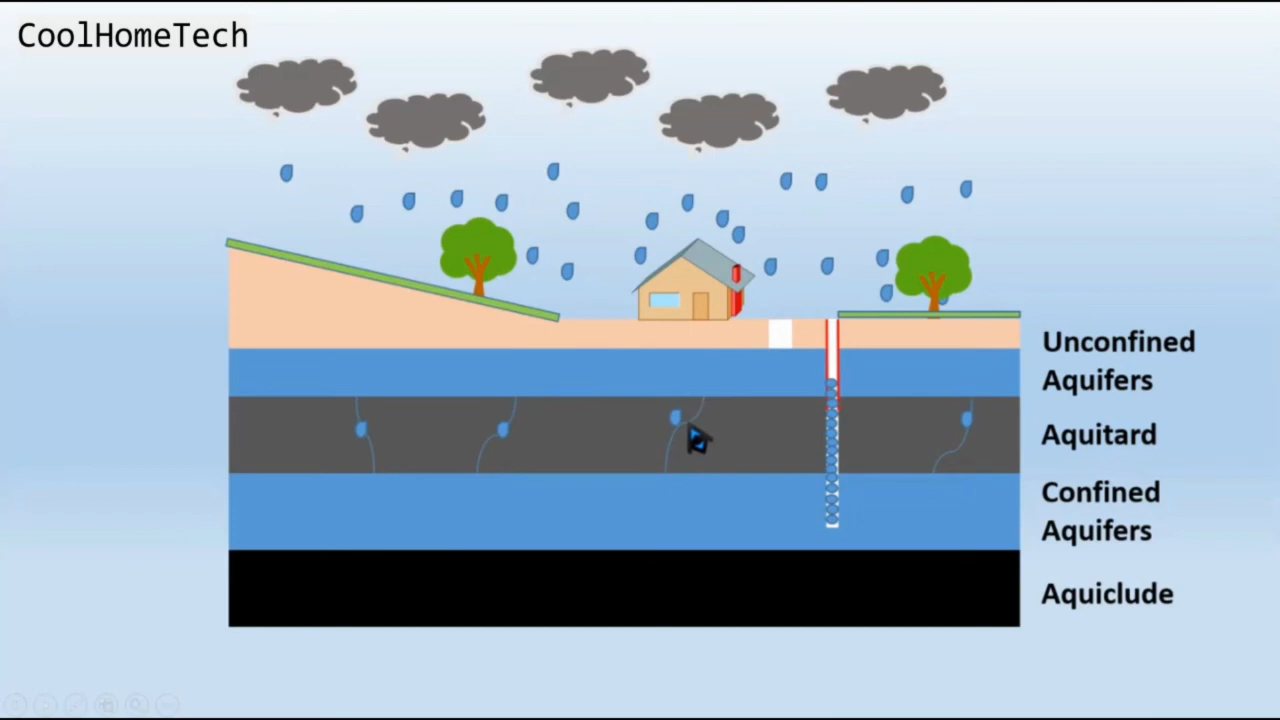 CoolHomeTech
Unconfined
Aquifers
Aquitard
Confined
Aquifers
Aquiclude